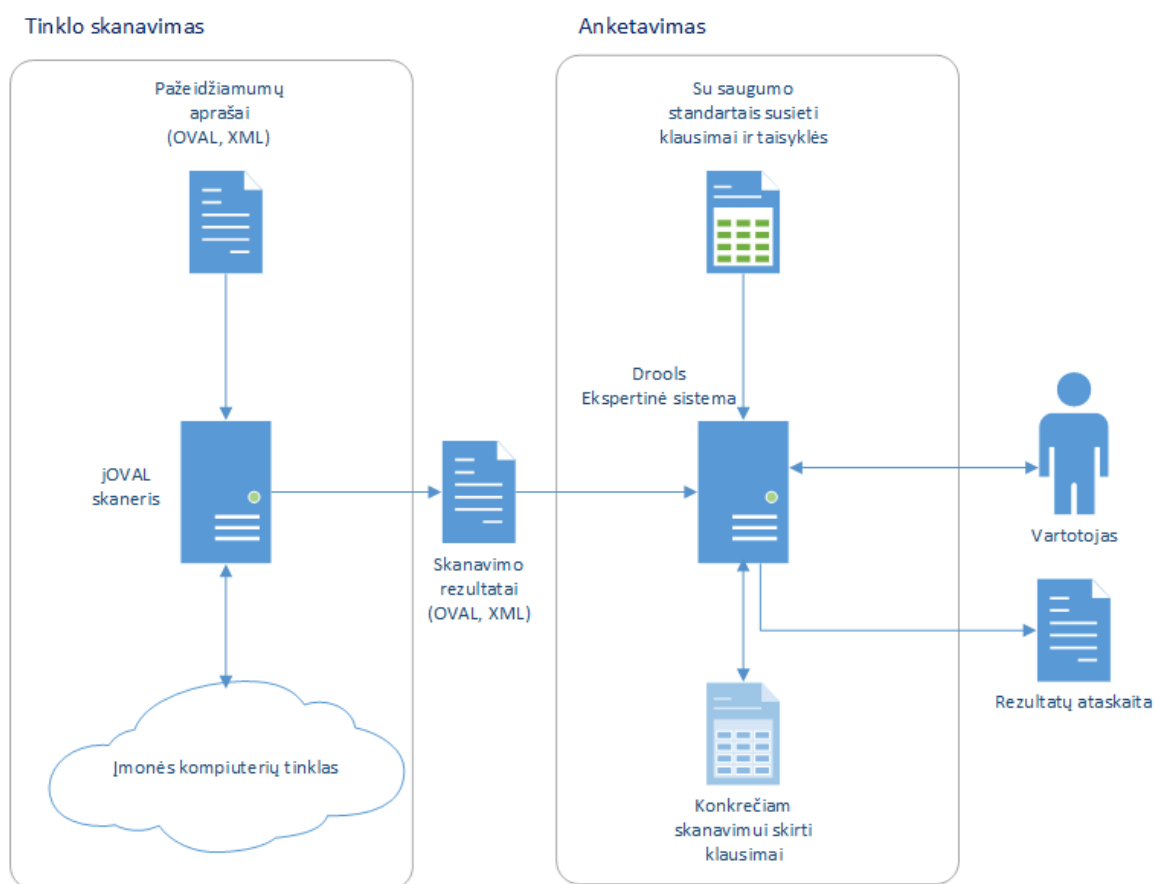 Tinklo skanavimas
Anketavimas
Pažeidžiamumų
aprašai
(OVAL, XML)
Su saugumo
standartais susieti
klausimai ir taisyklės
Drools
Ekspertinė sistema
jOVAL
skaneris
Skanavimo
rezultatai
(OVAL, XML)
Vartotojas
Rezultatų ataskaita
Įmonės kompiuterių tinklas
Konkrečiam
skanavimui skirti
klausimai